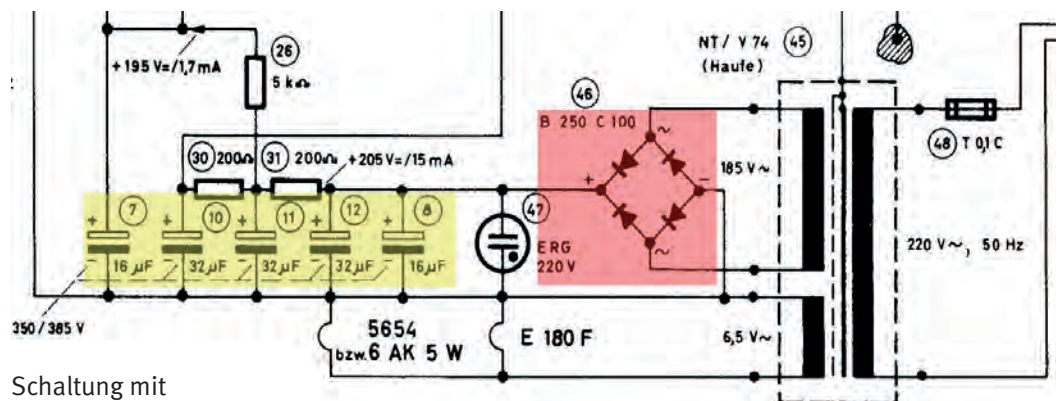 NT/ V 74 (45)
(Haufe)
(26)
+195 V=/1,7 mA
5 kΩ
(46)
B 250 C 100
(48) T 0,1 C
(30) 200Ω (31) 200Ω
+205 V=/15 mA
185 V~
~
+ −
~
(7) (10) (11) (12) (8)
(47)
+ + + + +
− − − − −
16 µF 32 µF 32 µF 32 µF 16 µF
ERG
220 V
220 V~, 50 Hz
350/385 V
5654
bzw. 6 AK 5 W
E 180 F
6,5 V~
Schaltung mit